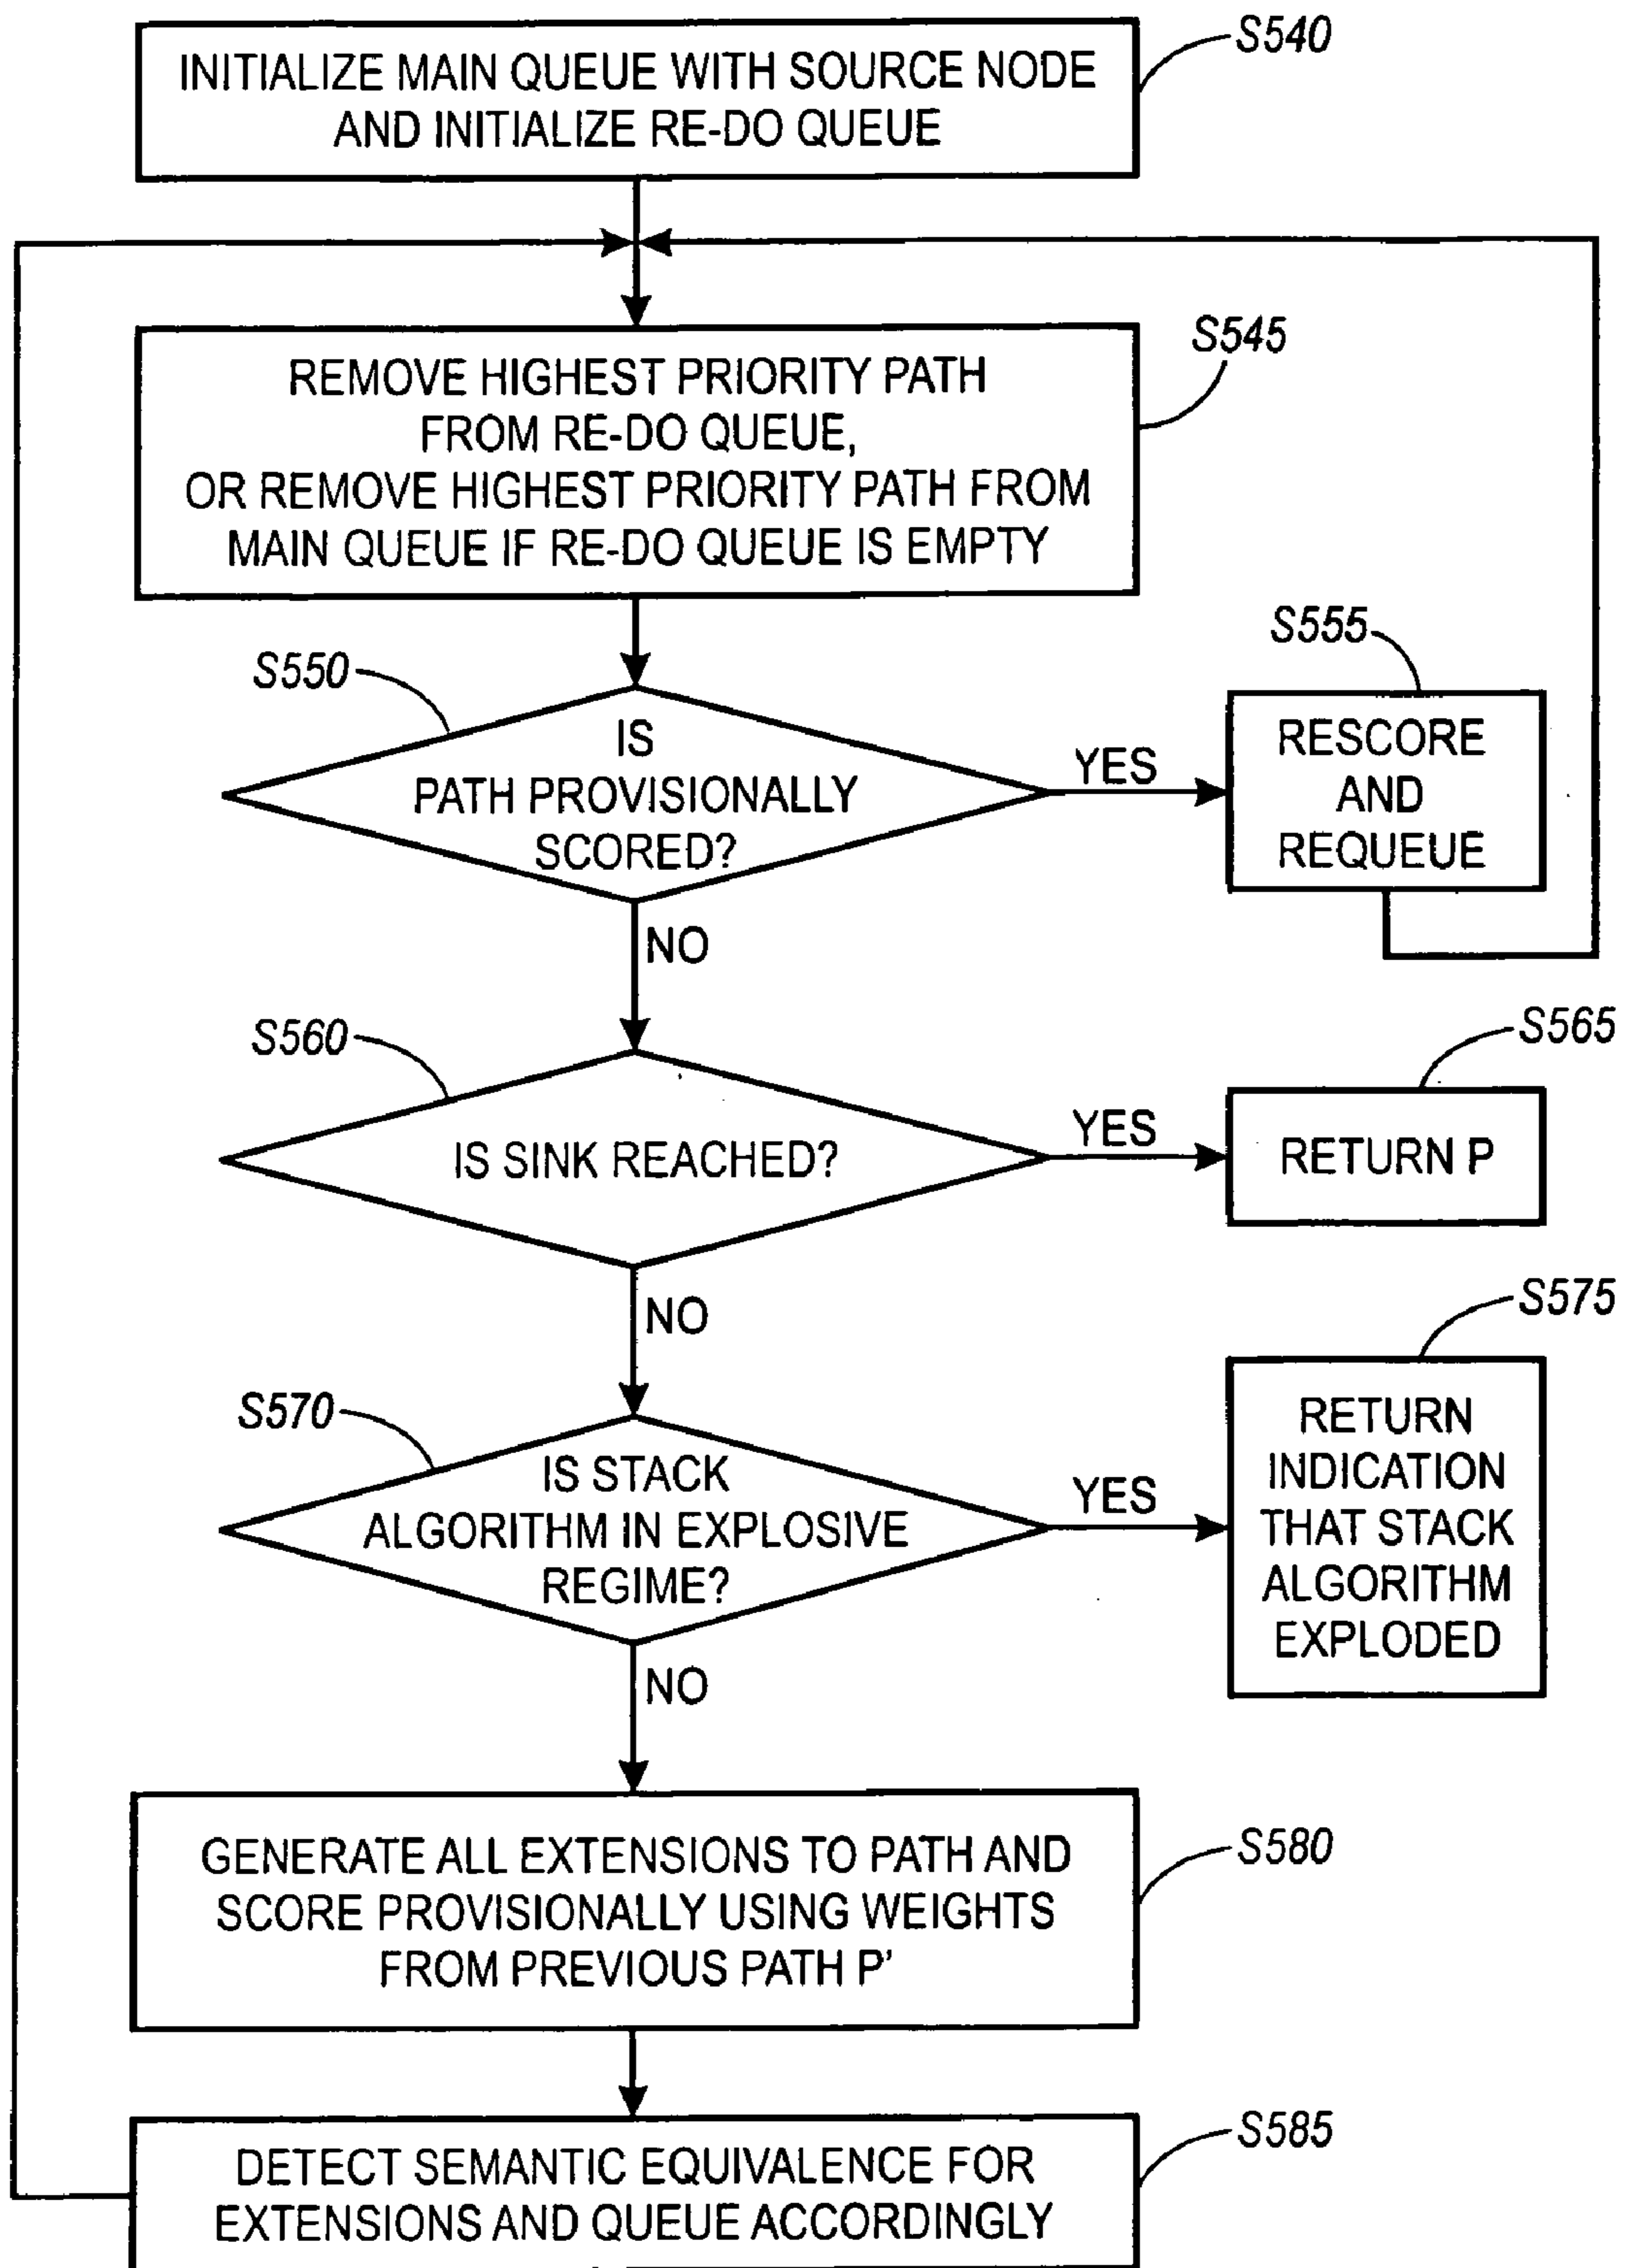 S540
INITIALIZE MAIN QUEUE WITH SOURCE NODE
AND INITIALIZE RE-DO QUEUE
S545
REMOVE HIGHEST PRIORITY PATH
FROM RE-DO QUEUE,
OR REMOVE HIGHEST PRIORITY PATH FROM
MAIN QUEUE IF RE-DO QUEUE IS EMPTY
S550
IS
PATH PROVISIONALLY
SCORED?
YES
S555
RESCORE
AND
REQUEUE
NO
S560
IS SINK REACHED?
YES
S565
RETURN P
NO
S570
IS STACK
ALGORITHM IN EXPLOSIVE
REGIME?
YES
S575
RETURN
INDICATION
THAT STACK
ALGORITHM
EXPLODED
NO
S580
GENERATE ALL EXTENSIONS TO PATH AND
SCORE PROVISIONALLY USING WEIGHTS
FROM PREVIOUS PATH P'
S585
DETECT SEMANTIC EQUIVALENCE FOR
EXTENSIONS AND QUEUE ACCORDINGLY